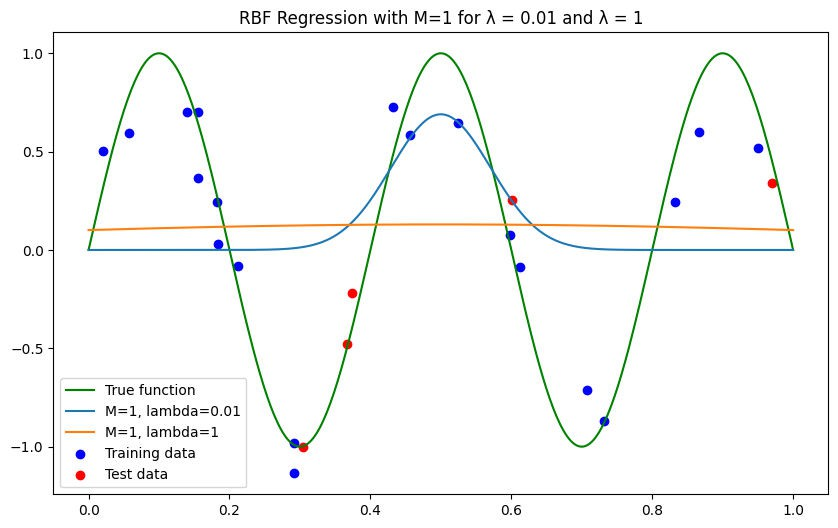 RBF Regression with M=1 for λ = 0.01 and λ = 1
1.0
0.5
0.0
−0.5
−1.0
True function
M=1, lambda=0.01
M=1, lambda=1
Training data
Test data
0.0 0.2 0.4 0.6 0.8 1.0